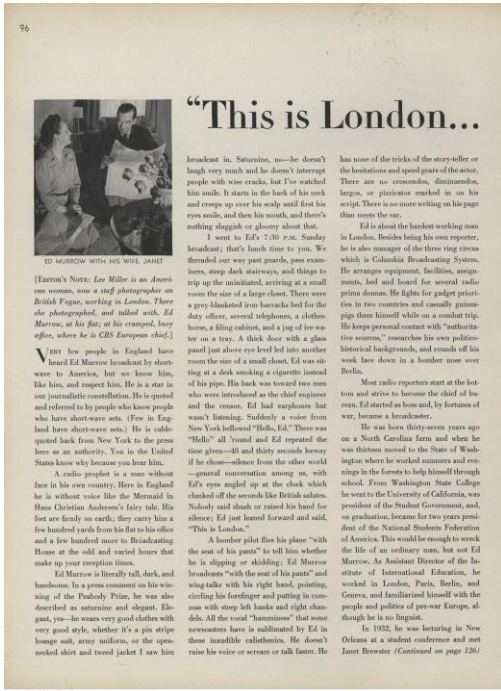 96
"This is London...
ED MURROW WITH HIS WIFE, JANET
[EDITOR'S NOTE: Lee Miller is an Ameri-
can woman, now a staff photographer on
British Vogue, working in London. There
she photographed, and talked with, Ed
Murrow, at his flat; at his cramped, busy
office, where he is CBS European chief.]
VERY few people in England have
heard Ed Murrow broadcast by short-
wave to America, but we know him,
like him, and respect him. He is a star in
our journalistic constellation. He is quoted
and referred to by people who know people
who have short-wave sets. (Few in Eng-
land have short-wave sets.) He is cable-
quoted back from New York to the press
here as an authority. You in the United
States know why because you hear him.
A radio prophet is a man without
face in his own country. Here in England
he is without voice like the Mermaid in
Hans Christian Andersen's fairy tale. His
feet are firmly on earth; they carry him a
few hundred yards from his flat to his office
and a few hundred more to Broadcasting
House at the odd and varied hours that
make up your reception times.
Ed Murrow is literally tall, dark, and
handsome. In a press comment on his win-
ning of the Peabody Prize, he was also
described as saturnine and elegant. Ele-
gant, yes—he wears very good clothes with
very good style, whether it's a pin stripe
lounge suit, army uniform, or the open-
necked shirt and tweed jacket I saw him
broadcast in. Saturnine, no—he doesn't
laugh very much and he doesn't interrupt
people with wise cracks, but I've watched
him smile. It starts in the back of his neck
and creeps up over his scalp until first his
eyes smile, and then his mouth, and there's
nothing sluggish or gloomy about that.
I went to Ed's 7:30 P.M. Sunday
broadcast; that's lunch time to you. We
threaded our way past guards, pass exam-
iners, steep dark stairways, and things to
trip up the uninitiated, arriving at a small
room the size of a large closet. There were
a grey-blanketed iron barracks bed for the
duty officer, several telephones, a clothes-
horse, a filing cabinet, and a jug of ice wa-
ter on a tray. A thick door with a glass
panel just above eye level led into another
room the size of a small closet. Ed was sit-
ting at a desk smoking a cigarette instead
of his pipe. His back was toward two men
who were introduced as the chief engineer
and the censor. Ed had earphones but
wasn't listening. Suddenly a voice from
New York bellowed "Hello, Ed." There was
"Hello" all 'round and Ed repeated the
time given—48 and thirty seconds leeway
if he chose—silence from the other world
—general conversation among us, with
Ed's eyes angled up at the clock which
clunked off the seconds like British salutes.
Nobody said shush or raised his hand for
silence; Ed just leaned forward and said,
"This is London."
A bomber pilot flies his plane "with
the seat of his pants" to tell him whether
he is slipping or skidding; Ed Murrow
broadcasts "with the seat of his pants" and
wing-talks with his right hand, pointing,
circling his forefinger and putting in com-
mas with steep left banks and right chan-
dels. All the vocal "hamminess" that some
newscasters have is sublimated by Ed in
these inaudible calisthenics. He doesn't
raise his voice or scream or talk faster. He
has none of the tricks of the story-teller or
the hesitations and speed gears of the actor.
There are no crescendos, diminuendos,
largos, or pizzicatos marked in on his
script. There is no more writing on his page
than meets the ear.
Ed is about the hardest-working man
in London. Besides being his own reporter,
he is also manager of the three ring circus
which is Columbia Broadcasting System.
He arranges equipment, facilities, assign-
ments, bed and board for several radio
prima donnas. He fights for gadget priori-
ties in two countries and casually guinea-
pigs them himself while on a combat trip.
He keeps personal contact with "authorita-
tive sources," researches his own politico-
historical backgrounds, and rounds off his
week face down in a bomber nose over
Berlin.
Most radio reporters start at the bot-
tom and strive to become the chief of bu-
reau. Ed started as boss and, by fortunes of
war, became a broadcaster.
He was born thirty-seven years ago
on a North Carolina farm and when he
was thirteen moved to the State of Wash-
ington where he worked summers and eve-
nings in the forests to help himself through
school. From Washington State College
he went to the University of California, was
president of the Student Government, and,
on graduation, became for two years presi-
dent of the National Students Federation
of America. This would be enough to wreck
the life of an ordinary man, but not Ed
Murrow. As Assistant Director of the In-
stitute of International Education, he
worked in London, Paris, Berlin, and
Geneva, and familiarized himself with the
people and politics of pre-war Europe, al-
though he is no linguist.
In 1932, he was lecturing in New
Orleans at a student conference and met
Janet Brewster (Continued on page 126)